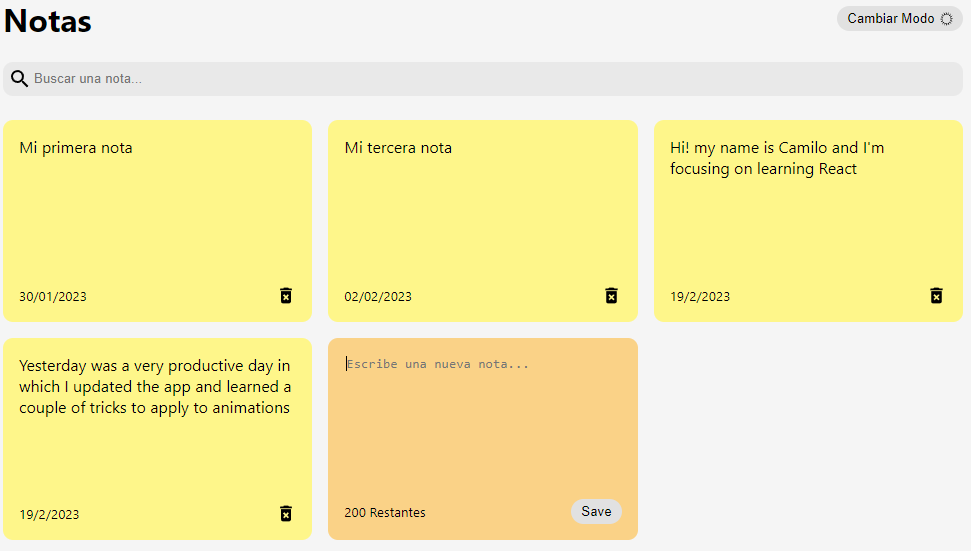 Notas
Cambiar Modo
Buscar una nota...
Mi primera nota
30/01/2023
Mi tercera nota
02/02/2023
Hi! my name is Camilo and I'm
focusing on learning React
19/2/2023
Yesterday was a very productive day in
which I updated the app and learned a
couple of tricks to apply to animations
19/2/2023
Escribe una nueva nota...
200 Restantes
Save